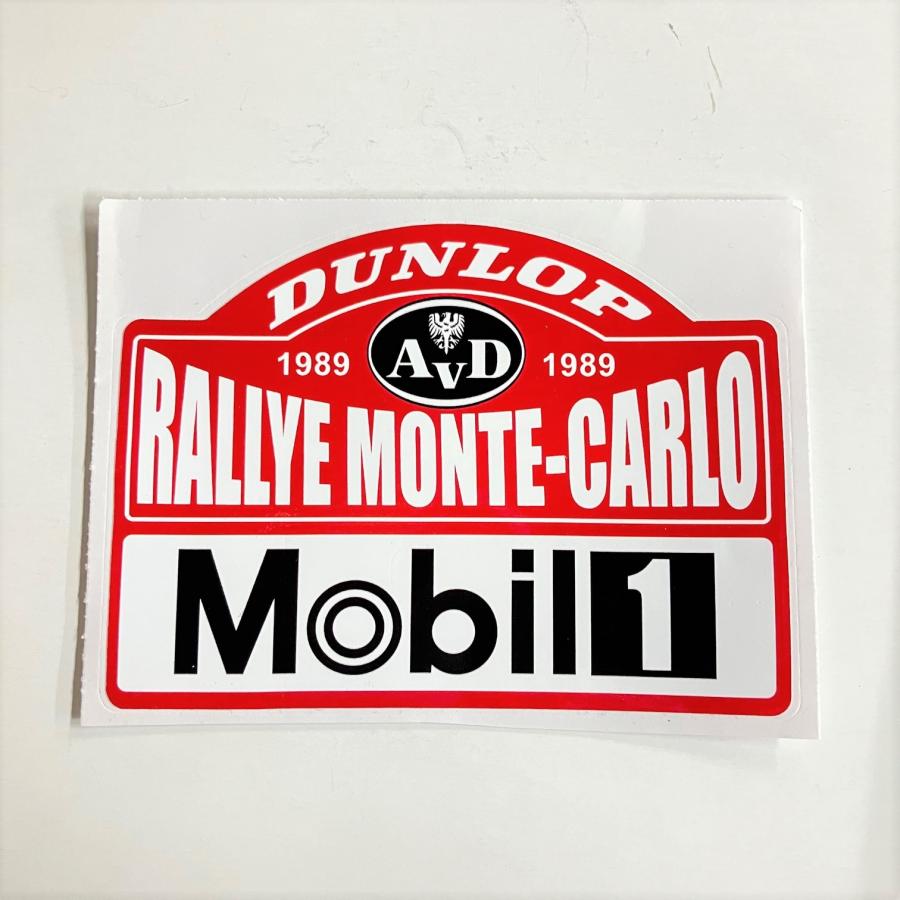 DUNLOP
1989 AvD 1989
RALLYE MONTE-CARLO
Mobil 1